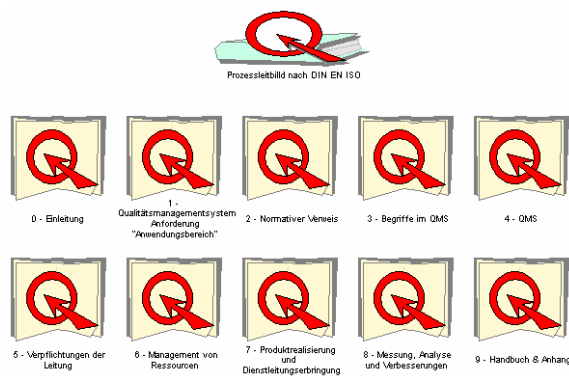 Prozessleitbild nach DIN EN ISO
0 - Einleitung
1 -
Qualitätsmanagementsystem
Anforderung
"Anwendungsbereich"
2 - Normativer Verweis
3 - Begriffe im QMS
4 - QMS
5 - Verpflichtungen der
Leitung
6 - Management von
Ressourcen
7 - Produktrealisierung
und
Dienstleitungserbringung
8 - Messung, Analyse
und Verbesserungen
9 - Handbuch & Anhang